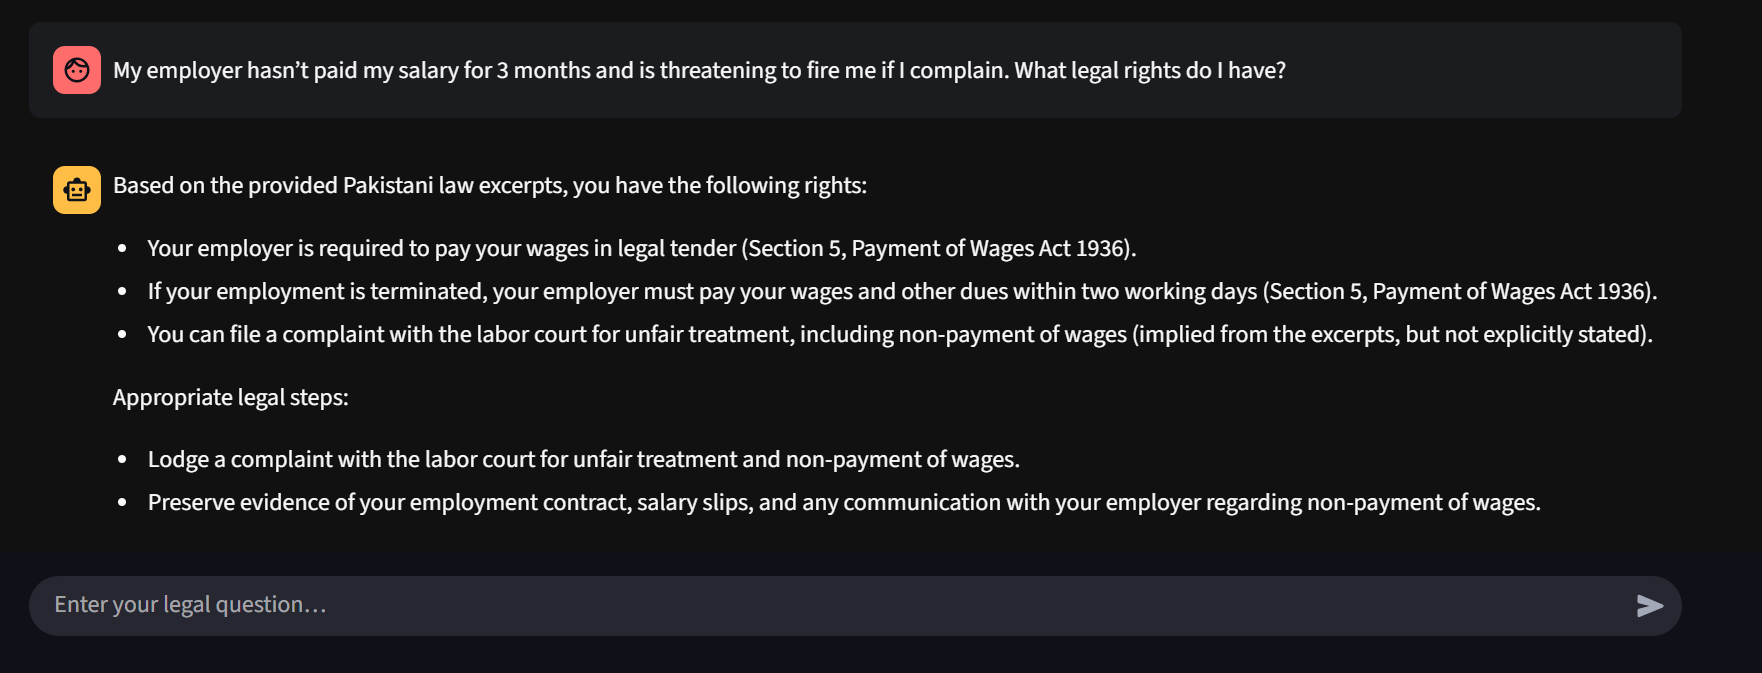 My employer hasn’t paid my salary for 3 months and is threatening to fire me if I complain. What legal rights do I have?
Based on the provided Pakistani law excerpts, you have the following rights:
• Your employer is required to pay your wages in legal tender (Section 5, Payment of Wages Act 1936).
• If your employment is terminated, your employer must pay your wages and other dues within two working days (Section 5, Payment of Wages Act 1936).
• You can file a complaint with the labor court for unfair treatment, including non-payment of wages (implied from the excerpts, but not explicitly stated).
Appropriate legal steps:
• Lodge a complaint with the labor court for unfair treatment and non-payment of wages.
• Preserve evidence of your employment contract, salary slips, and any communication with your employer regarding non-payment of wages.
Enter your legal question…